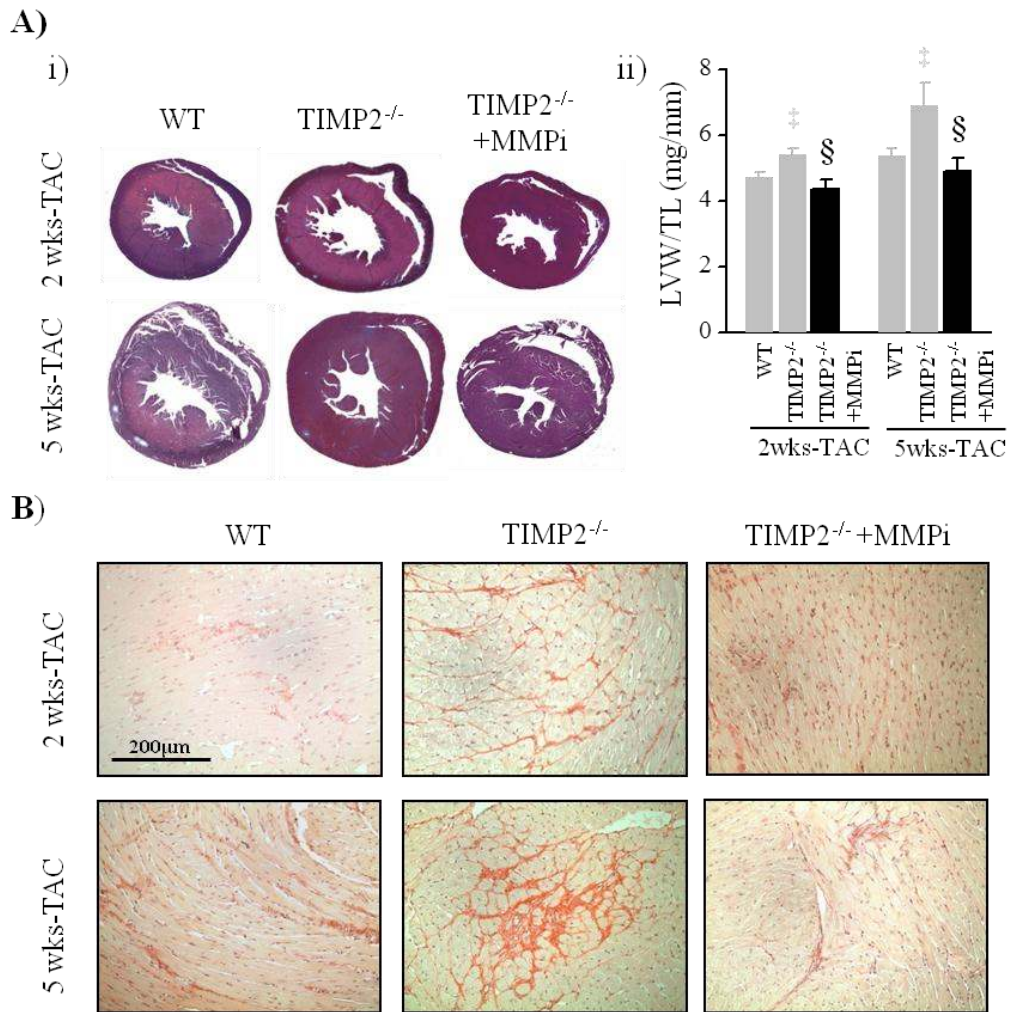 A)
i)
WT
TIMP2-/-
TIMP2-/-
+MMPi
2 wks-TAC
5 wks-TAC
ii)
LVW/TL (mg/mm)
8
6
4
2
0
‡
§
‡
§
WT
TIMP2-/-
TIMP2-/-
+MMPi
WT
TIMP2-/-
TIMP2-/-
+MMPi
2wks-TAC
5wks-TAC
B)
WT
TIMP2-/-
TIMP2-/- +MMPi
2 wks-TAC
200µm
5 wks-TAC